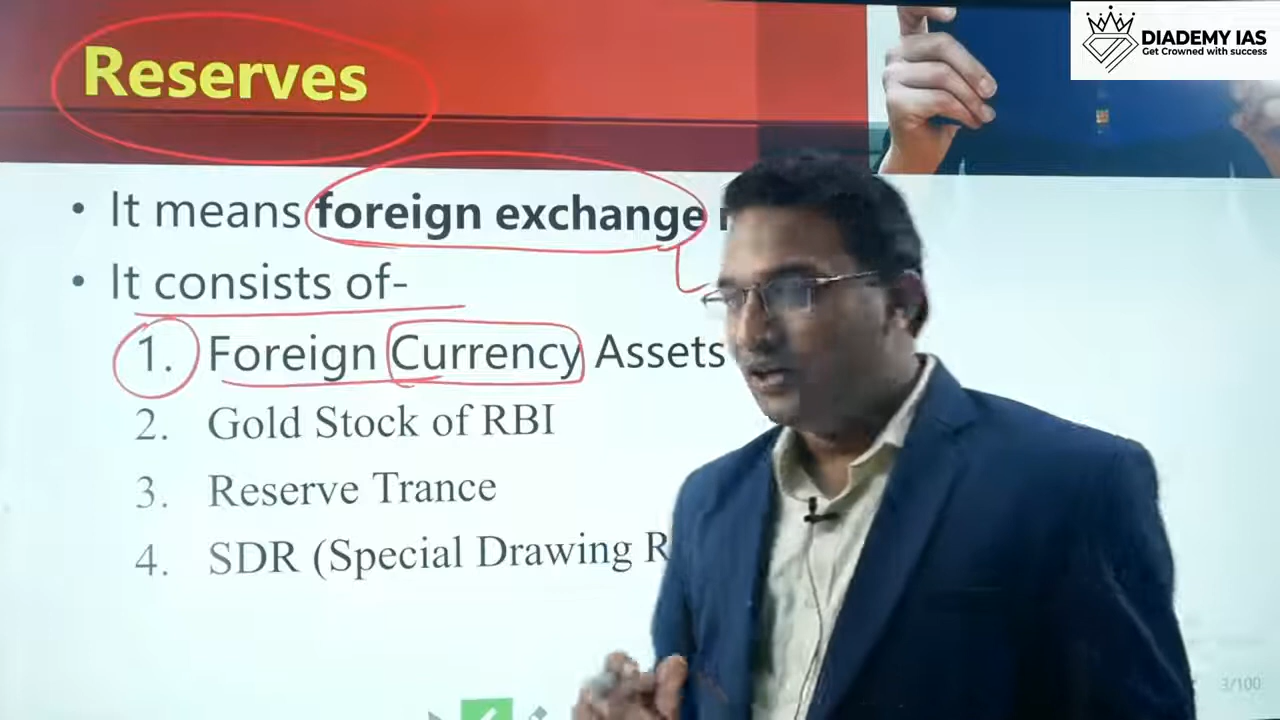 DIADEMY IAS
Get Crowned with success
Reserves
• It means foreign exchange
• It consists of-
1. Foreign Currency Assets
2. Gold Stock of RBI
3. Reserve Trance
4. SDR (Special Drawing R
3/100